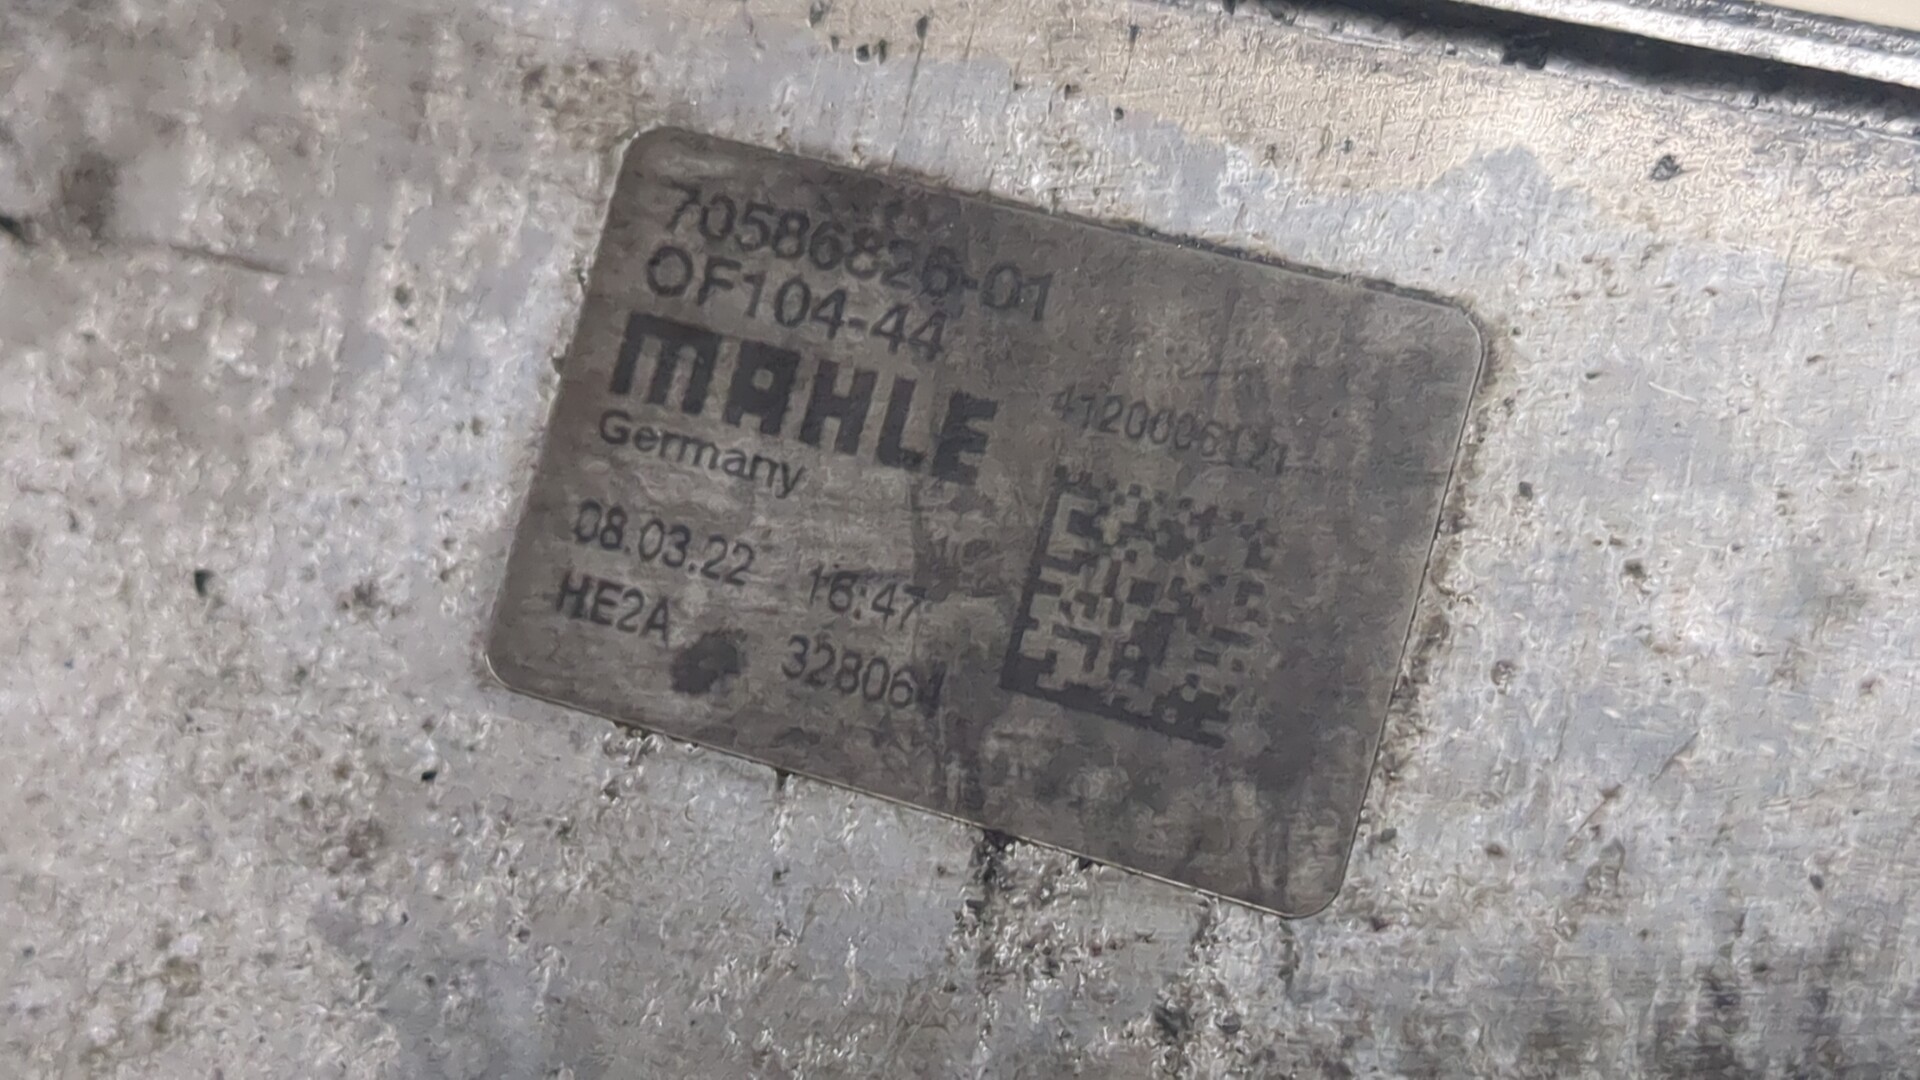 70586826-01
OF104-44
MAHLE
Germany
4120006121
08.03.22 16:47
HE2A 328064